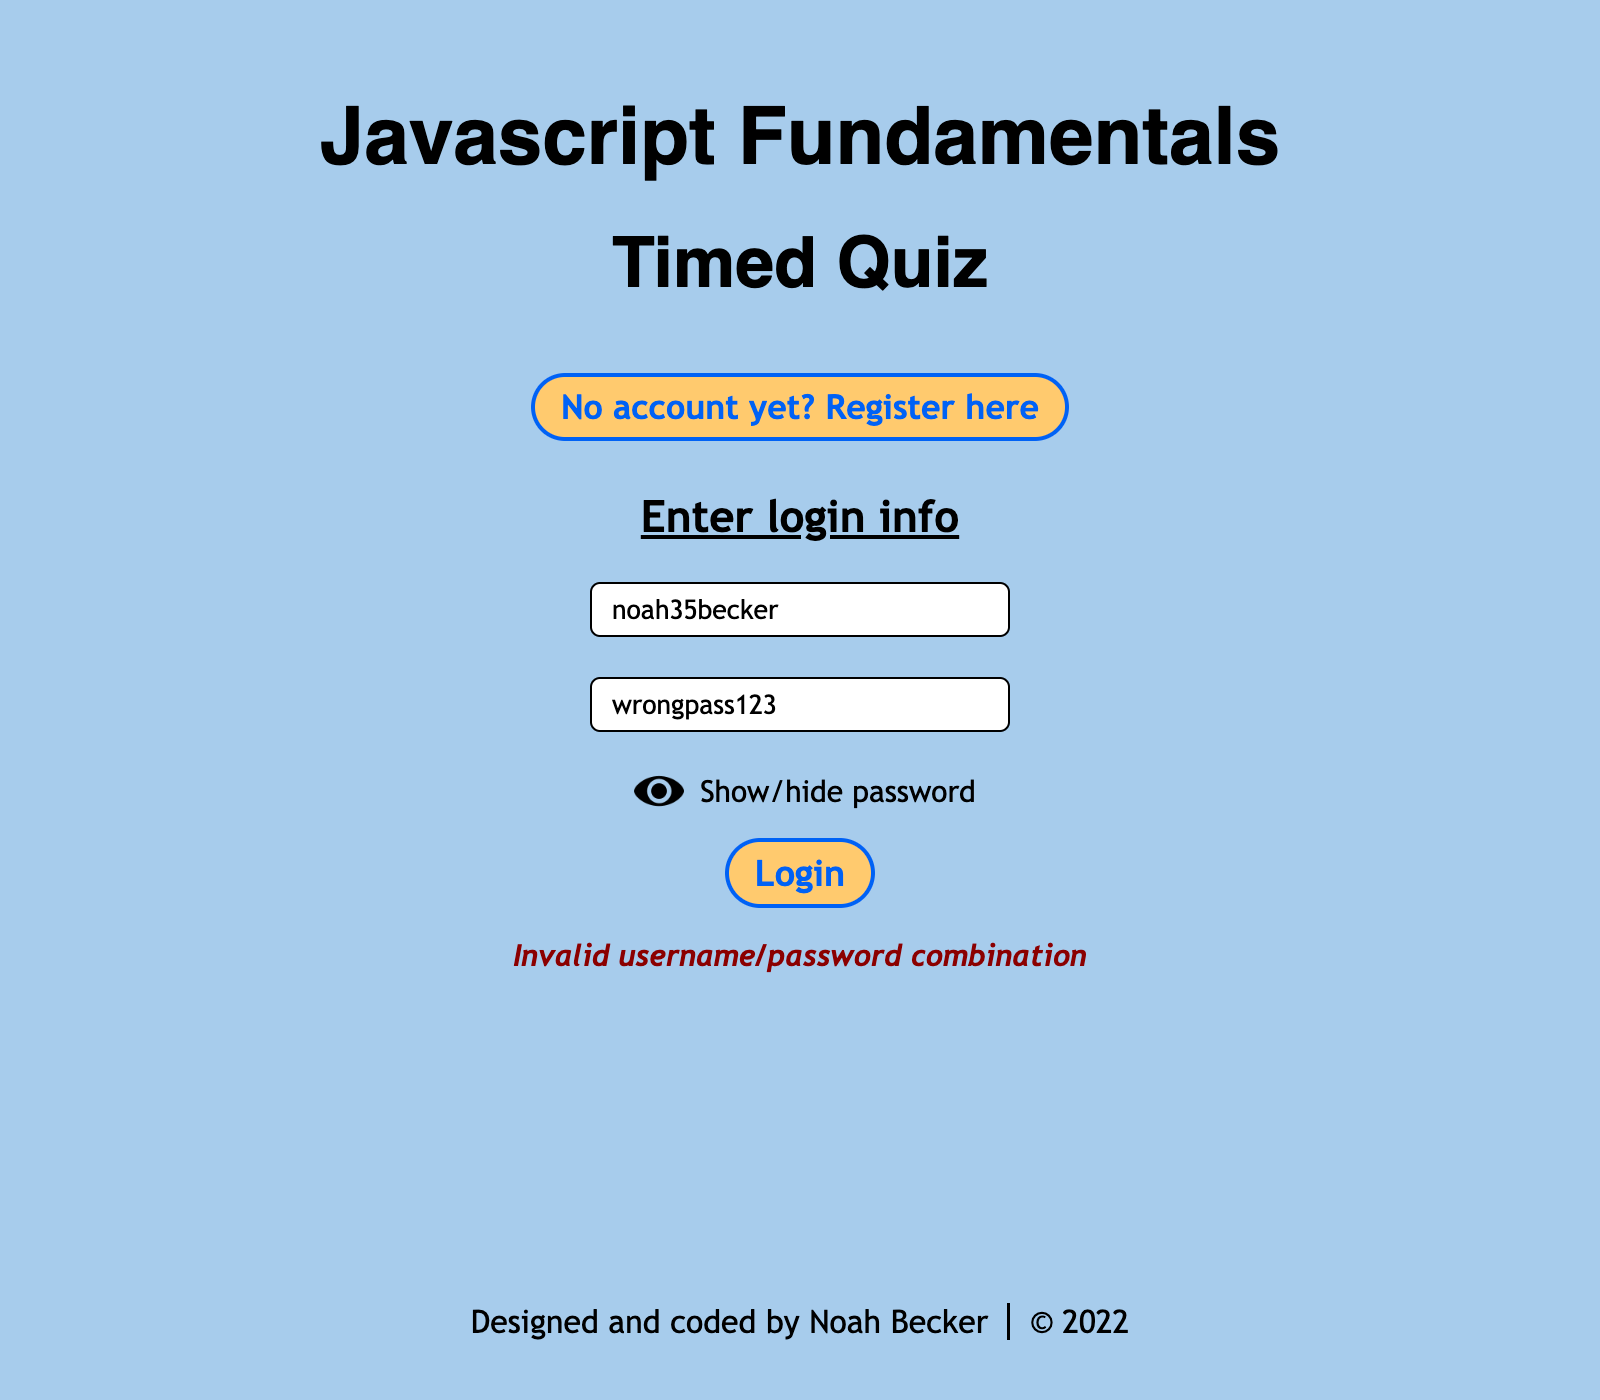 Javascript Fundamentals
Timed Quiz
No account yet? Register here
Enter login info
noah35becker
wrongpass123
Show/hide password
Login
Invalid username/password combination
Designed and coded by Noah Becker | © 2022